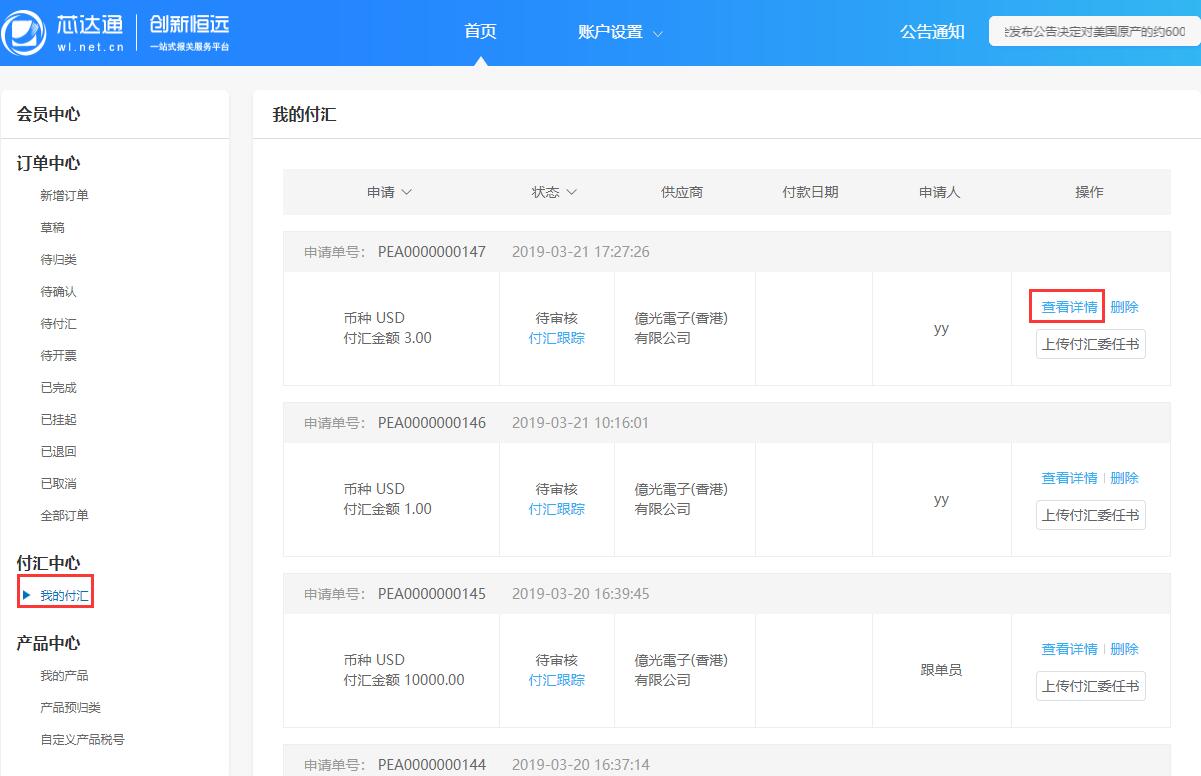 芯达通
wl.net.cn
创新恒远
一站式报关服务平台
首页
账户设置
公告通知
发布公告决定对美国原产的约600
会员中心
订单中心
新增订单
草稿
待归类
待确认
待付汇
待开票
已完成
已挂起
已退回
已取消
全部订单
付汇中心
我的付汇
产品中心
我的产品
产品预归类
自定义产品税号
我的付汇
申请 状态 供应商 付款日期 申请人 操作
申请单号： PEA0000000147 2019-03-21 17:27:26
币种 USD
付汇金额 3.00
待审核
付汇跟踪
億光電子(香港)
有限公司
yy
查看详情 删除
上传付汇委任书
申请单号： PEA0000000146 2019-03-21 10:16:01
币种 USD
付汇金额 1.00
待审核
付汇跟踪
億光電子(香港)
有限公司
yy
查看详情 | 删除
上传付汇委任书
申请单号： PEA0000000145 2019-03-20 16:39:45
币种 USD
付汇金额 10000.00
待审核
付汇跟踪
億光電子(香港)
有限公司
跟单员
查看详情 | 删除
上传付汇委任书
申请单号： PEA0000000144 2019-03-20 16:37:14